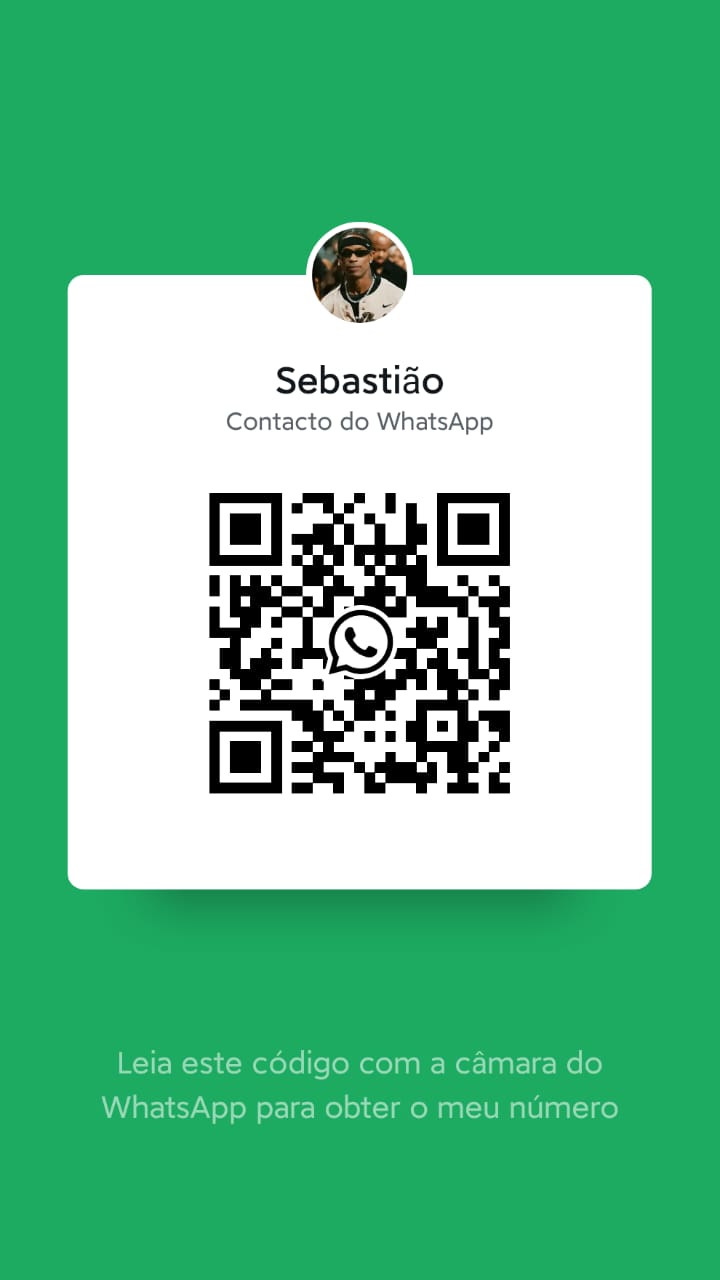 Sebastião
Contacto do WhatsApp
Leia este código com a câmara do
WhatsApp para obter o meu número